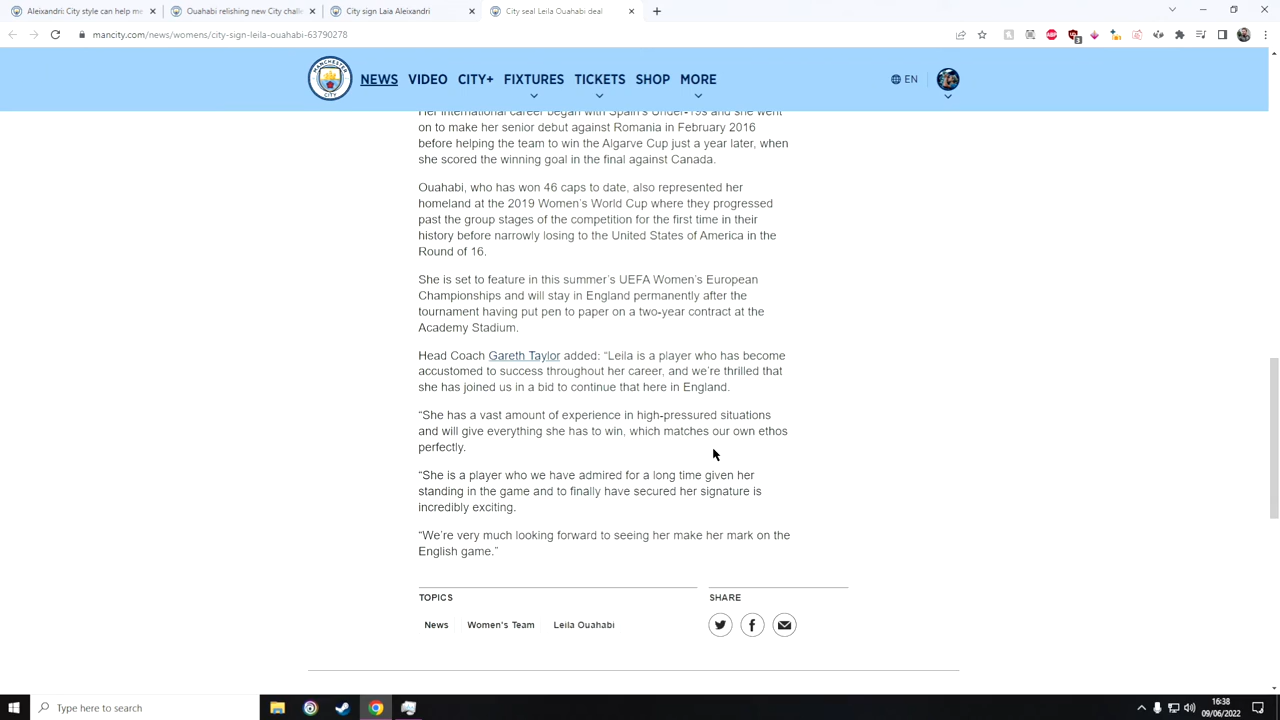 Aleixandri: City style can help me
Ouahabi relishing new City challe
City sign Laia Aleixandri
City seal Leila Ouahabi deal
mancity.com/news/womens/city-sign-leila-ouahabi-63790278
MANCHESTER
CITY
NEWS VIDEO CITY+ FIXTURES TICKETS SHOP MORE
EN
Her international career began with Spain's Under-19s and she went
on to make her senior debut against Romania in February 2016
before helping the team to win the Algarve Cup just a year later, when
she scored the winning goal in the final against Canada.
Ouahabi, who has won 46 caps to date, also represented her
homeland at the 2019 Women's World Cup where they progressed
past the group stages of the competition for the first time in their
history before narrowly losing to the United States of America in the
Round of 16.
She is set to feature in this summer's UEFA Women's European
Championships and will stay in England permanently after the
tournament having put pen to paper on a two-year contract at the
Academy Stadium.
Head Coach Gareth Taylor added: “Leila is a player who has become
accustomed to success throughout her career, and we're thrilled that
she has joined us in a bid to continue that here in England.
“She has a vast amount of experience in high-pressured situations
and will give everything she has to win, which matches our own ethos
perfectly.
“She is a player who we have admired for a long time given her
standing in the game and to finally have secured her signature is
incredibly exciting.
“We're very much looking forward to seeing her make her mark on the
English game.”
TOPICS
SHARE
News Women's Team Leila Ouahabi
Type here to search
16:38
09/06/2022